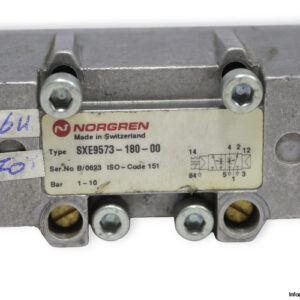 NORGREN
Made in Switzerland
Type SXE9573-180-00
Ser.No B/0623 ISO-Code 151
Bar 1-10
14 4 2 12
84 5 3